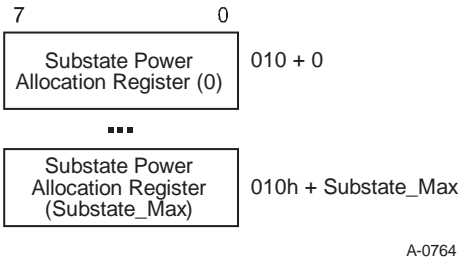 7 0
Substate Power
Allocation Register (0)
010 + 0
...
Substate Power
Allocation Register
(Substate_Max)
010h + Substate_Max
A-0764